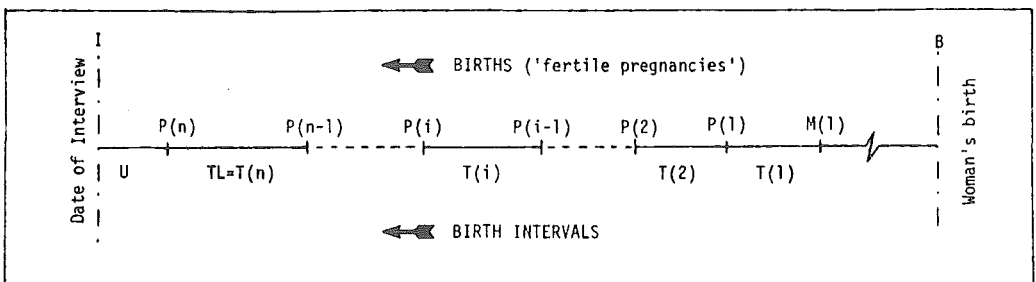 I
B
BIRTHS ('fertile pregnancies')
Date of Interview
Woman's birth
P(n) P(n-1) P(i) P(i-1) P(2) P(1) M(1)
U TL=T(n) T(i) T(2) T(1)
BIRTH INTERVALS